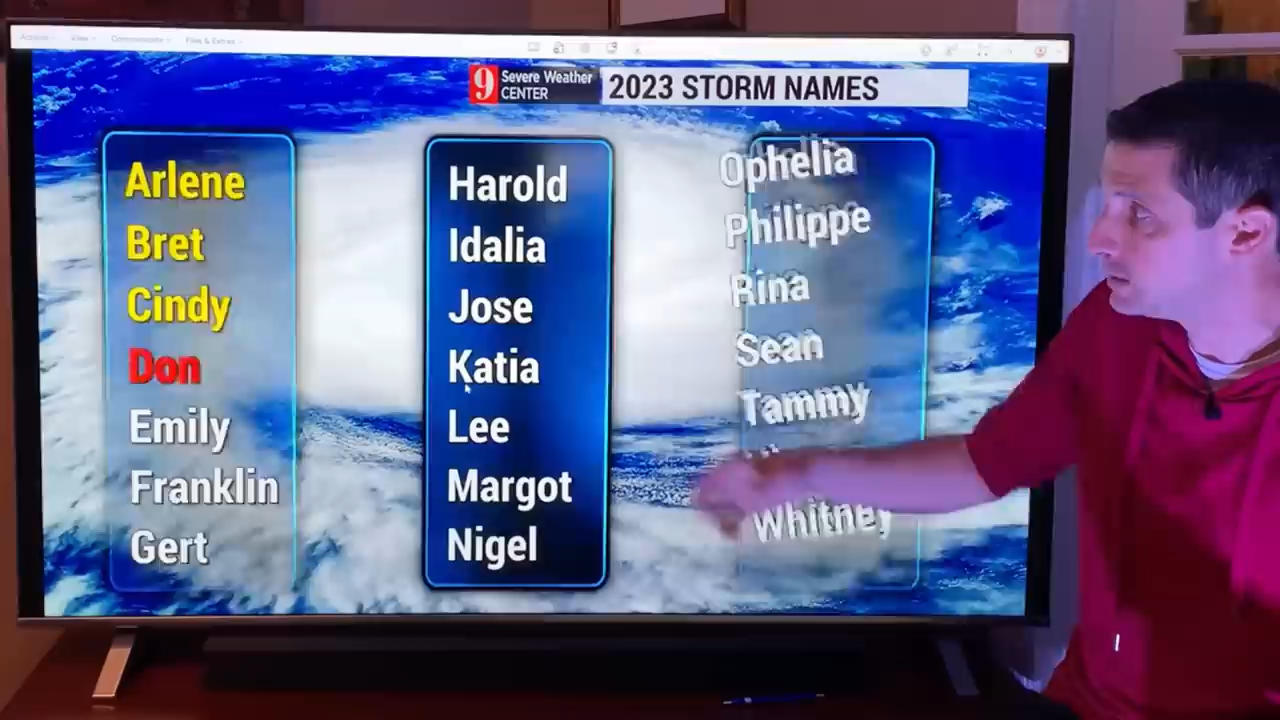 9 Severe Weather CENTER
2023 STORM NAMES
Arlene
Bret
Cindy
Don
Emily
Franklin
Gert
Harold
Idalia
Jose
Katia
Lee
Margot
Nigel
Ophelia
Philippe
Rina
Sean
Tammy
Whitney